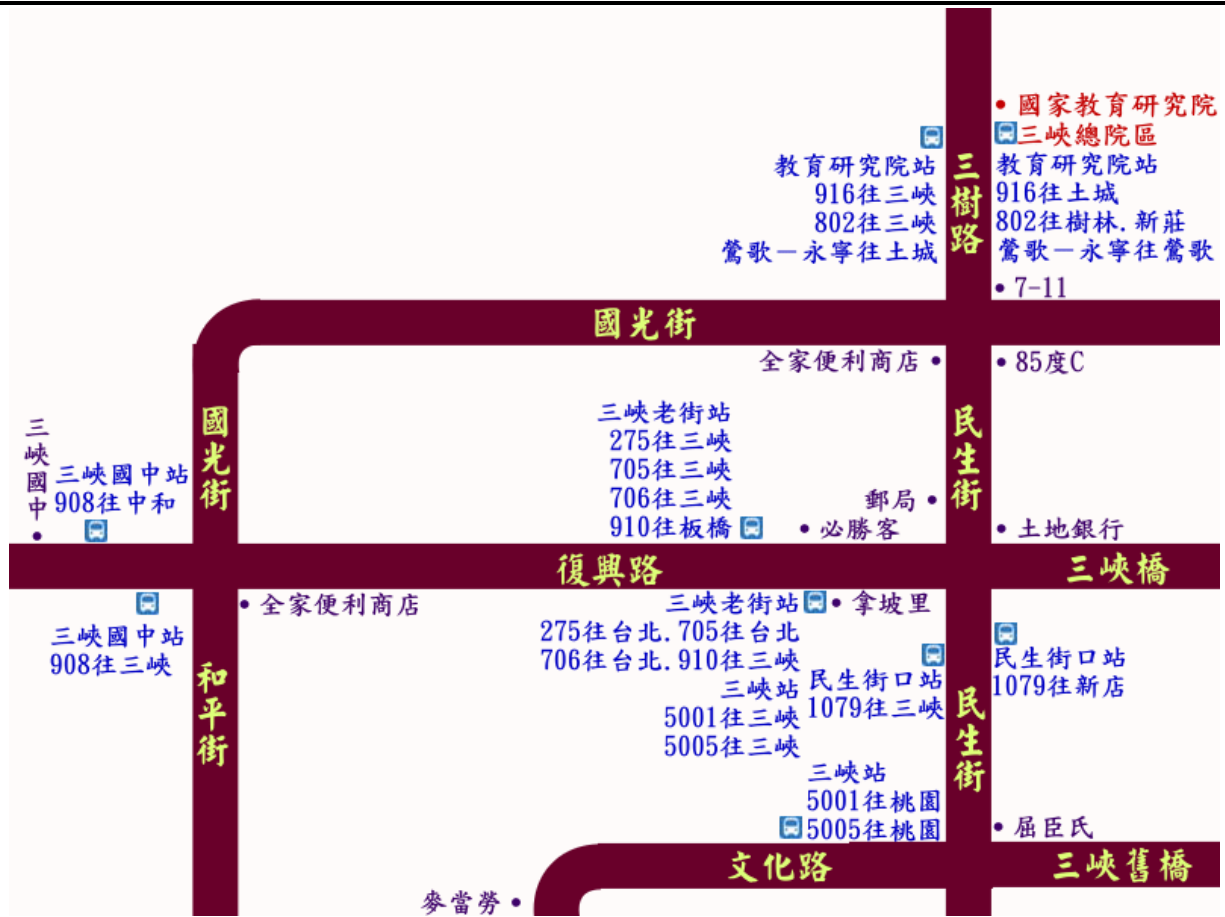 國家教育研究院
三峽總院區
教育研究院站
916往三峽
802往三峽
鶯歌－永寧往土城
三樹路
教育研究院站
916往土城
802往樹林.新莊
鶯歌－永寧往鶯歌
7-11
國光街
全家便利商店
85度C
三峽國中
三峽國中站
908往中和
國光街
三峽老街站
275往三峽
705往三峽
706往三峽
910往板橋
必勝客
郵局
民生街
土地銀行
復興路
三峽橋
三峽國中站
908往三峽
和平街
全家便利商店
三峽老街站
拿坡里
275往台北.705往台北
706往台北.910往三峽
三峽站
5001往三峽
5005往三峽
民生街口站
1079往三峽
民生街
民生街口站
1079往新店
三峽站
5001往桃園
5005往桃園
屈臣氏
文化路
三峽舊橋
麥當勞